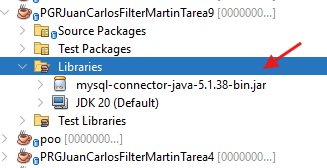 PGRJuanCarlosFilterMartinTarea9 [0000000...]
Source Packages
Test Packages
Libraries
mysql-connector-java-5.1.38-bin.jar
JDK 20 (Default)
Test Libraries
poo [00000000...]
PRGJuanCarlosFilterMartinTarea4 [0000000...]